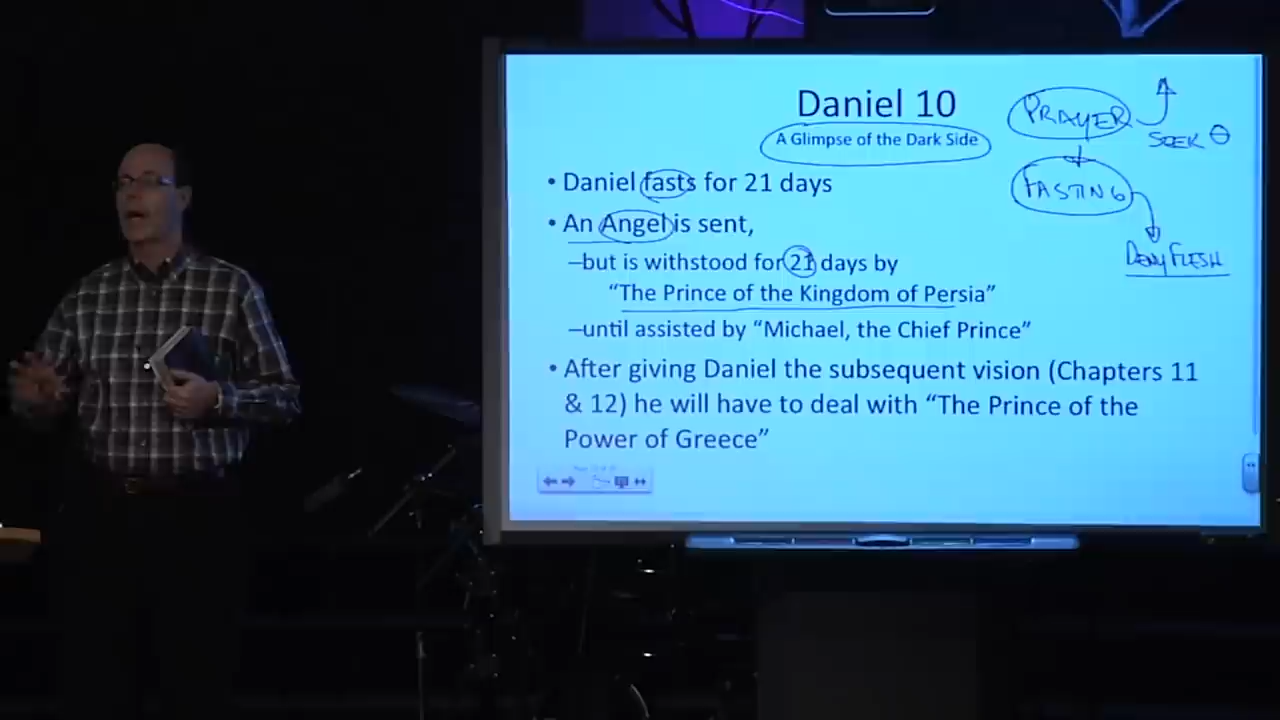 Daniel 10
A Glimpse of the Dark Side
• Daniel fasts for 21 days
• An Angel is sent,
–but is withstood for 21 days by
“The Prince of the Kingdom of Persia”
–until assisted by “Michael, the Chief Prince”
• After giving Daniel the subsequent vision (Chapters 11
& 12) he will have to deal with “The Prince of the
Power of Greece”
PRAYER
SEEK Θ
FASTING
DENY FLESH